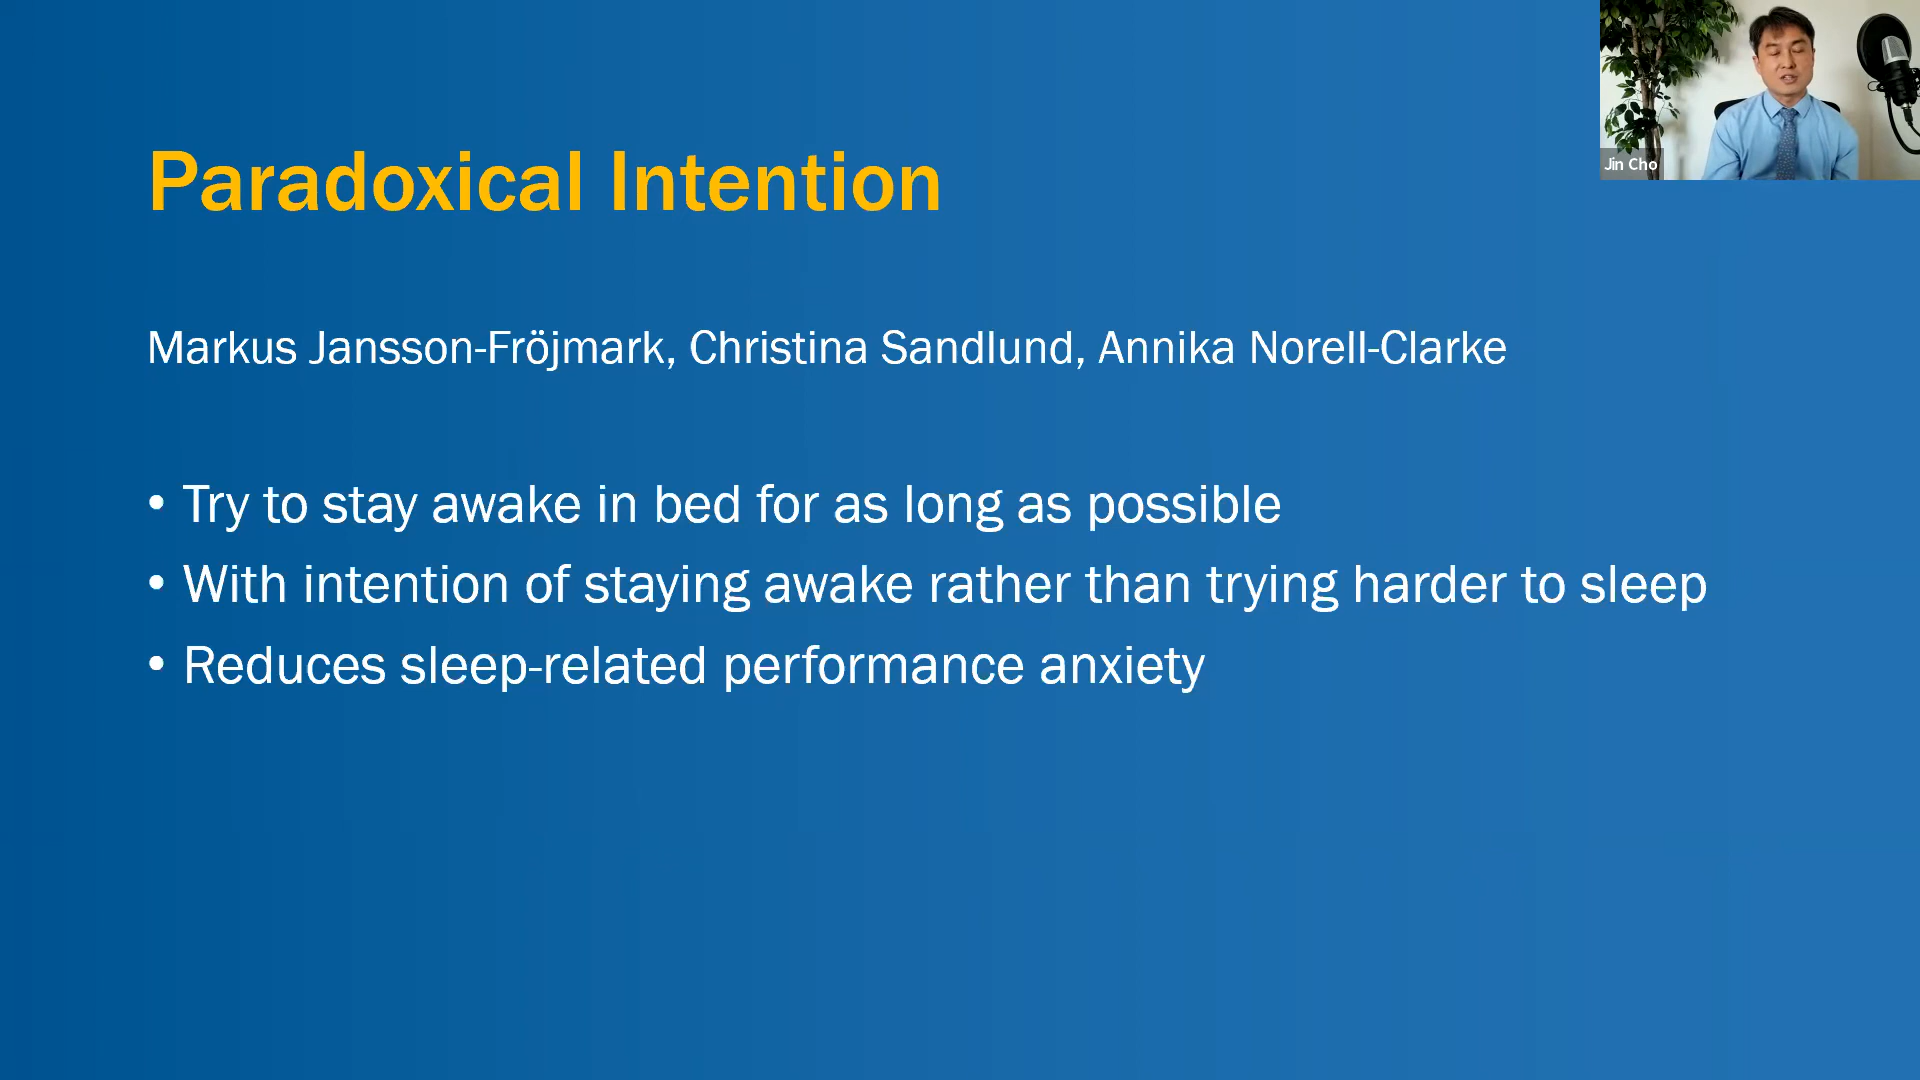 Paradoxical Intention
Markus Jansson-Fröjmark, Christina Sandlund, Annika Norell-Clarke
• Try to stay awake in bed for as long as possible
• With intention of staying awake rather than trying harder to sleep
• Reduces sleep-related performance anxiety
Jin Cho